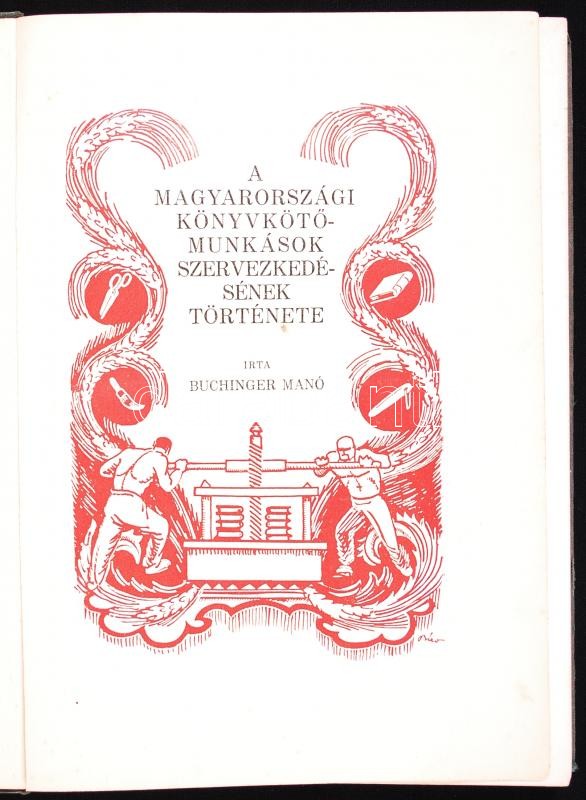 A
MAGYARORSZÁGI
KÖNYVKÖTŐ-
MUNKÁSOK
SZERVEZKEDÉ-
SÉNEK
TÖRTÉNETE
IRTA
BUCHINGER MANÓ